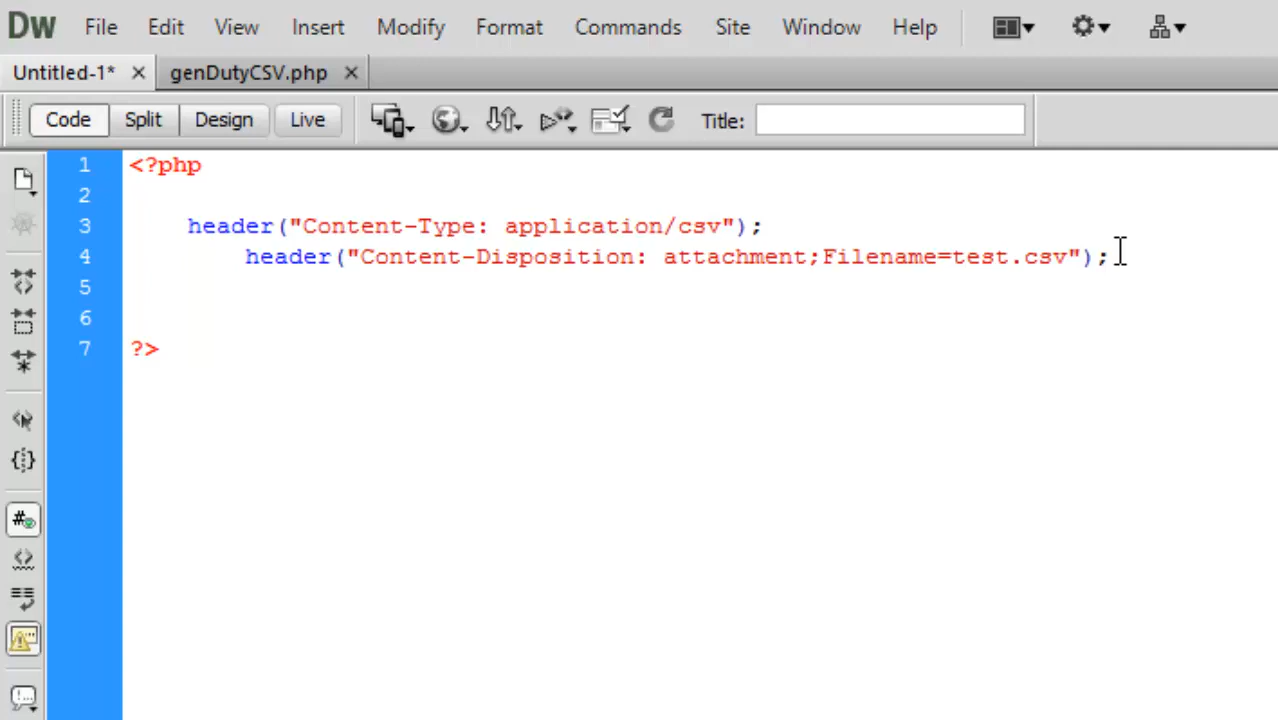 DW File Edit View Insert Modify Format Commands Site Window Help
Untitled-1* genDutyCSV.php
Code Split Design Live Title:
1 <?php
2
3 header("Content-Type: application/csv");
4 header("Content-Disposition: attachment;Filename=test.csv");
5
6
7 ?>